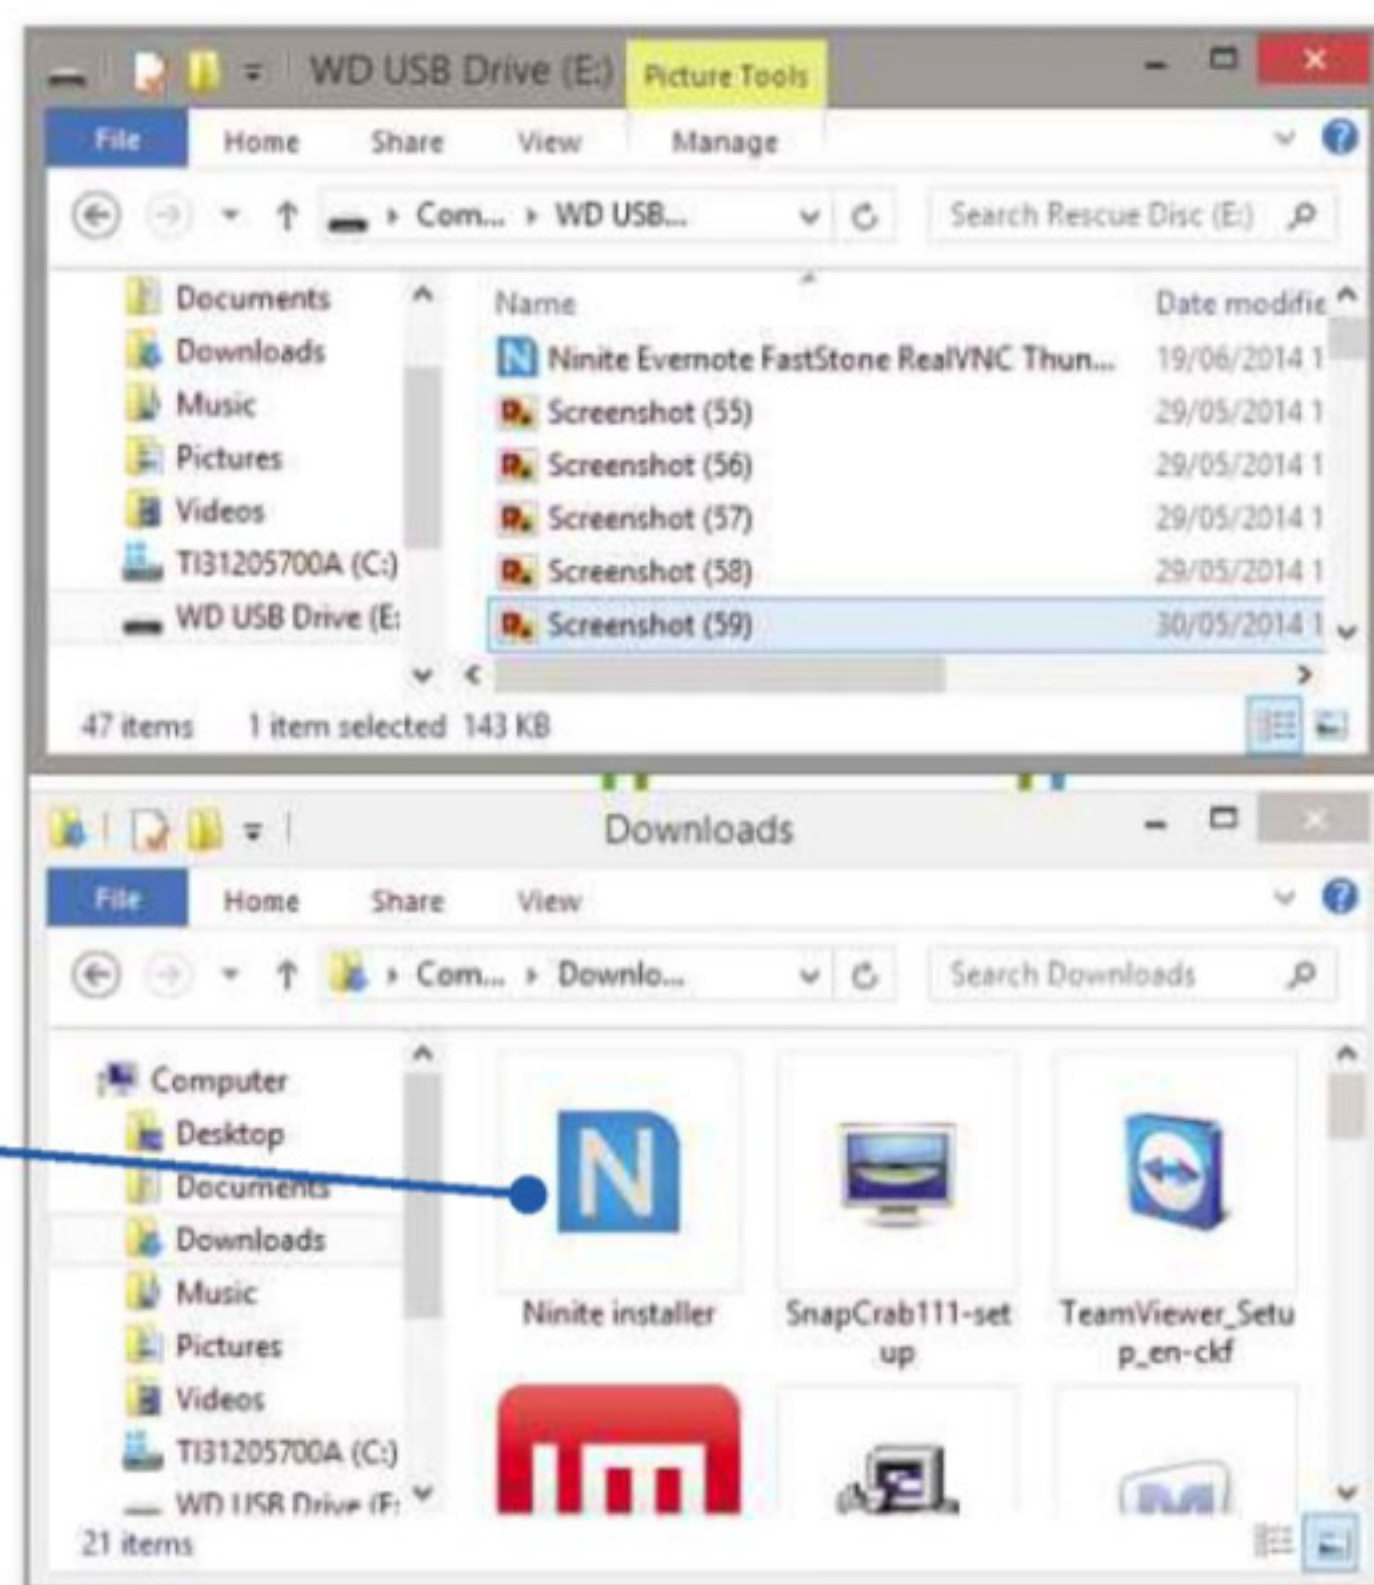 WD USB Drive (E:) Picture Tools
File Home Share View Manage
Com... WD USB... Search Rescue Disc (E:)
Documents
Downloads
Music
Pictures
Videos
TI31205700A (C:)
WD USB Drive (E:
Name Date modifie
Ninite Evernote FastStone RealVNC Thun... 19/06/2014 1
Screenshot (55) 29/05/2014 1
Screenshot (56) 29/05/2014 1
Screenshot (57) 29/05/2014 1
Screenshot (58) 29/05/2014 1
Screenshot (59) 30/05/2014 1
47 items 1 item selected 143 KB
Downloads
File Home Share View
Com... Downlo... Search Downloads
Computer
Desktop
Documents
Downloads
Music
Pictures
Videos
TI31205700A (C:)
WD USB Drive (E:
N
Ninite installer
SnapCrab111-set
up
TeamViewer_Setu
p_en-ckf
21 items